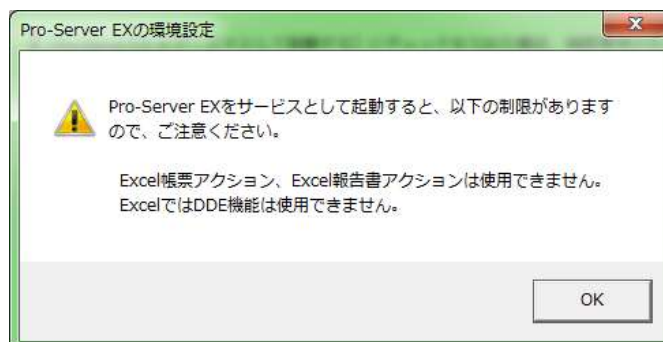 Pro-Server EXの環境設定
Pro-Server EXをサービスとして起動すると、以下の制限があります
ので、ご注意ください。
Excel帳票アクション、Excel報告書アクションは使用できません。
ExcelではDDE機能は使用できません。
OK